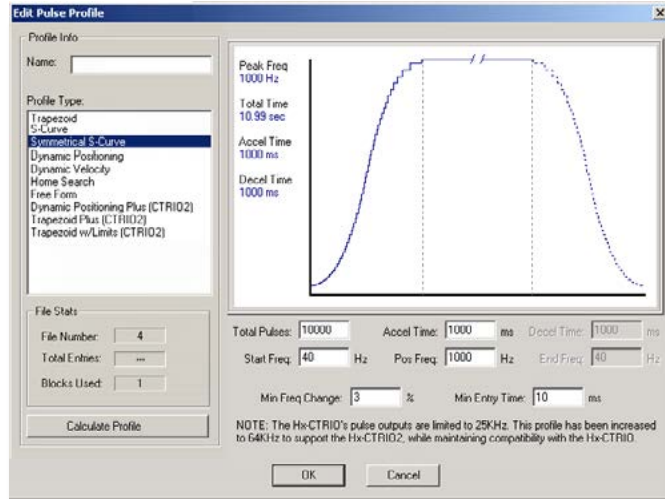 Edit Pulse Profile
Profile Info
Name:
Profile Type:
Trapezoid
S-Curve
Symmetrical S-Curve
Dynamic Positioning
Dynamic Velocity
Home Search
Free Form
Dynamic Positioning Plus (CTRIO2)
Trapezoid Plus (CTRIO2)
Trapezoid w/Limits (CTRIO2)
File Stats
File Number: 4
Total Entries: ---
Blocks Used: 1
Calculate Profile
Peak Freq
1000 Hz
Total Time
10.99 sec
Accel Time
1000 ms
Decel Time
1000 ms
Total Pulses: 10000 Accel Time: 1000 ms Decel Time: 1000 ms
Start Freq: 40 Hz Pos Freq: 1000 Hz End Freq: 40 Hz
Min Freq Change: 3 % Min Entry Time: 10 ms
NOTE: The Hx-CTRIO's pulse outputs are limited to 25KHz. This profile has been increased
to 64KHz to support the Hx-CTRIO2, while maintaining compatibility with the Hx-CTRIO.
OK Cancel